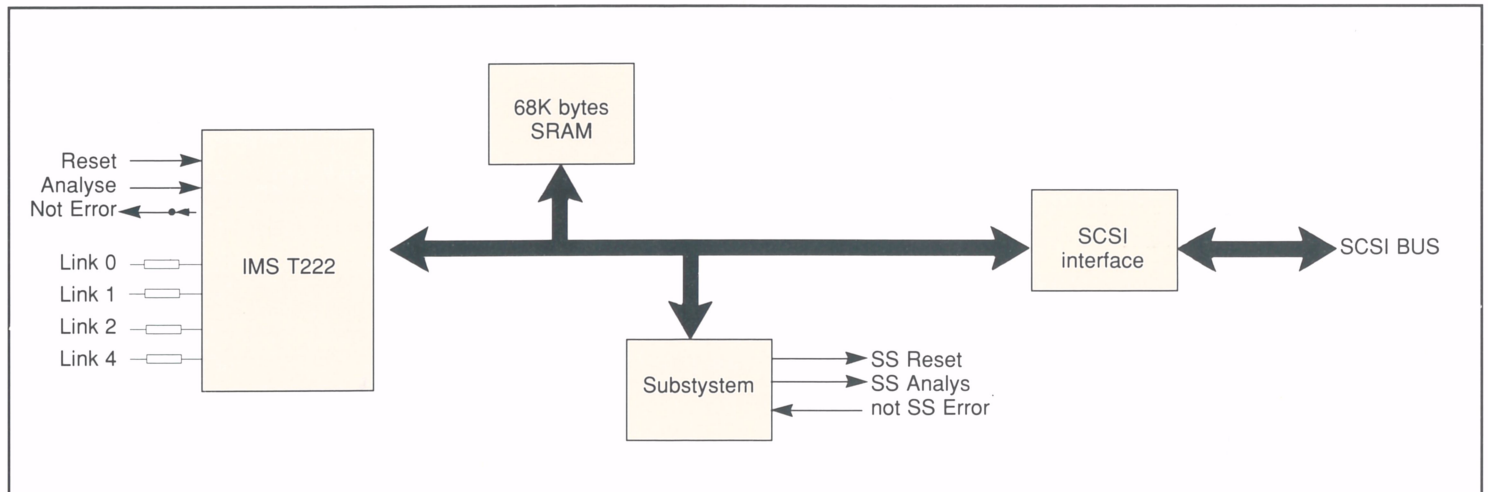 68K bytes
SRAM
Reset
Analyse
Not Error
Link 0
Link 1
Link 2
Link 4
IMS T222
SCSI
interface
SCSI BUS
Substystem
SS Reset
SS Analys
not SS Error